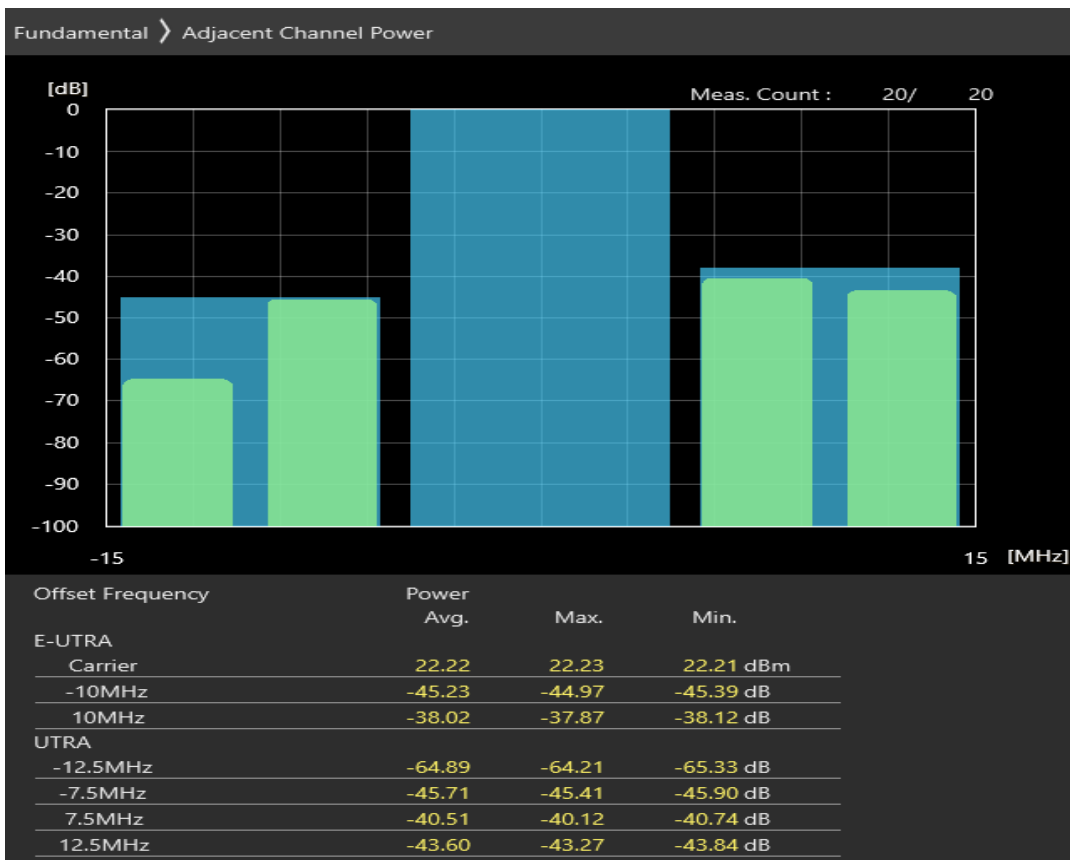 Fundamental 〉 Adjacent Channel Power
[dB]
Meas. Count : 20/ 20
0
-10
-20
-30
-40
-50
-60
-70
-80
-90
-100
-15 15 [MHz]
Offset Frequency Power
Avg. Max. Min.
E-UTRA
Carrier 22.22 22.23 22.21 dBm
-10MHz -45.23 -44.97 -45.39 dB
10MHz -38.02 -37.87 -38.12 dB
UTRA
-12.5MHz -64.89 -64.21 -65.33 dB
-7.5MHz -45.71 -45.41 -45.90 dB
7.5MHz -40.51 -40.12 -40.74 dB
12.5MHz -43.60 -43.27 -43.84 dB